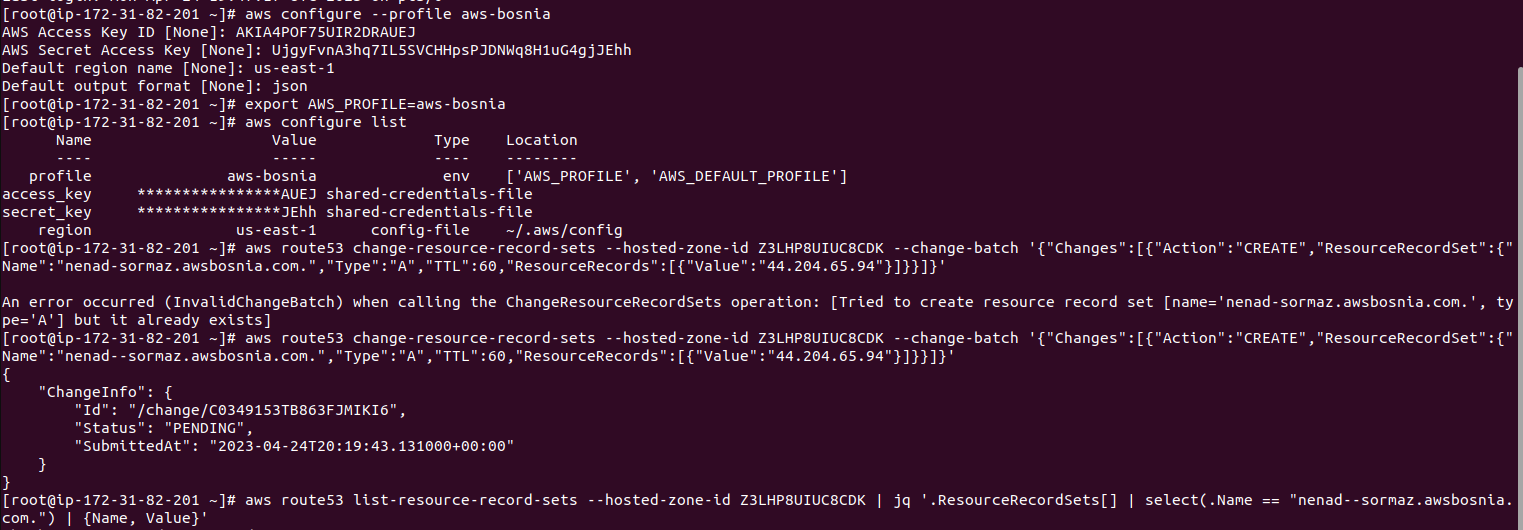 [root@ip-172-31-82-201 ~]# aws configure --profile aws-bosnia
AWS Access Key ID [None]: AKIA4POF75UIR2DRAUEJ
AWS Secret Access Key [None]: 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
Default region name [None]: us-east-1
Default output format [None]: json
[root@ip-172-31-82-201 ~]# export AWS_PROFILE=aws-bosnia
[root@ip-172-31-82-201 ~]# aws configure list
      Name                    Value             Type    Location
      ----                    -----             ----    --------
   profile               aws-bosnia              env    ['AWS_PROFILE', 'AWS_DEFAULT_PROFILE']
access_key     ****************AUEJ shared-credentials-file
secret_key     ****************JEhh shared-credentials-file
    region                us-east-1      config-file    ~/.aws/config
[root@ip-172-31-82-201 ~]# aws route53 change-resource-record-sets --hosted-zone-id Z3LHP8UIUC8CDK --change-batch '{"Changes":[{"Action":"CREATE","ResourceRecordSet":{"
Name":"nenad-sormaz.awsbosnia.com.","Type":"A","TTL":60,"ResourceRecords":[{"Value":"44.204.65.94"}]}}]}'

An error occurred (InvalidChangeBatch) when calling the ChangeResourceRecordSets operation: [Tried to create resource record set [name='nenad-sormaz.awsbosnia.com.', ty
pe='A'] but it already exists]
[root@ip-172-31-82-201 ~]# aws route53 change-resource-record-sets --hosted-zone-id Z3LHP8UIUC8CDK --change-batch '{"Changes":[{"Action":"CREATE","ResourceRecordSet":{"
Name":"nenad--sormaz.awsbosnia.com.","Type":"A","TTL":60,"ResourceRecords":[{"Value":"44.204.65.94"}]}}]}'
{
    "ChangeInfo": {
        "Id": "/change/C0349153TB863FJMIKI6",
        "Status": "PENDING",
        "SubmittedAt": "2023-04-24T20:19:43.131000+00:00"
    }
}
[root@ip-172-31-82-201 ~]# aws route53 list-resource-record-sets --hosted-zone-id Z3LHP8UIUC8CDK | jq '.ResourceRecordSets[] | select(.Name == "nenad--sormaz.awsbosnia.
com.") | {Name, Value}'